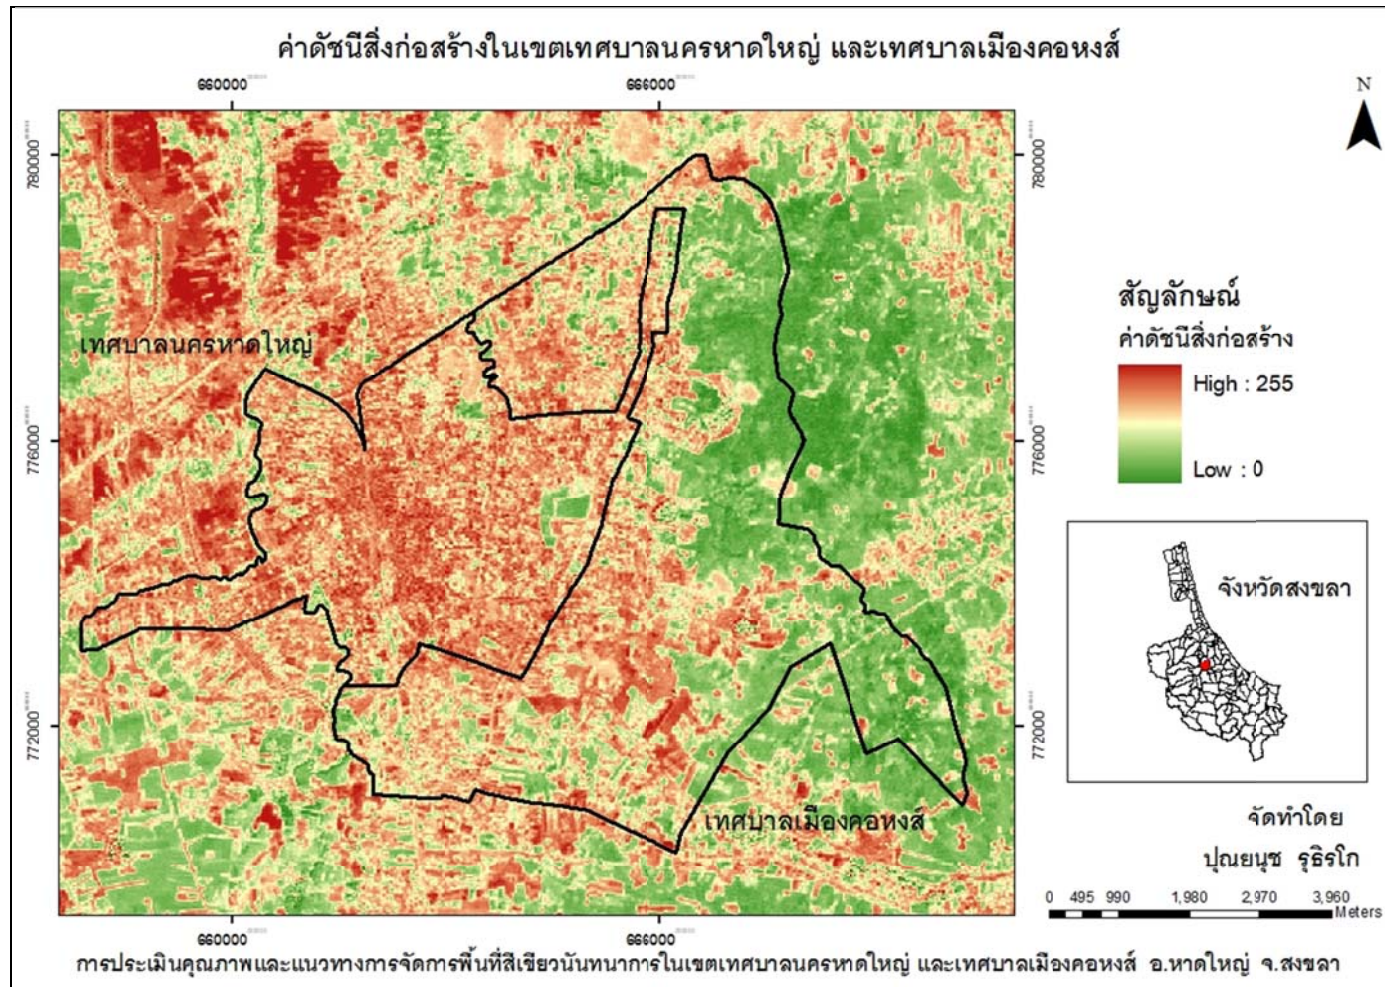 ค่าดัชนีสิ่งก่อสร้างในเขตเทศบาลนครหาดใหญ่ และเทศบาลเมืองคอหงส์
660000 666000
N
780000 780000
เทศบาลนครหาดใหญ่
776000 776000
772000 772000
เทศบาลเมืองคอหงส์
660000 666000
สัญลักษณ์
ค่าดัชนีสิ่งก่อสร้าง
High : 255
Low : 0
จังหวัดสงขลา
จัดทำโดย
ปุณยนุช รุธิรโก
0 495 990 1,980 2,970 3,960
Meters
การประเมินคุณภาพและแนวทางการจัดการพื้นที่สีเขียวนันทนาการในเขตเทศบาลนครหาดใหญ่ และเทศบาลเมืองคอหงส์ อ.หาดใหญ่ จ.สงขลา